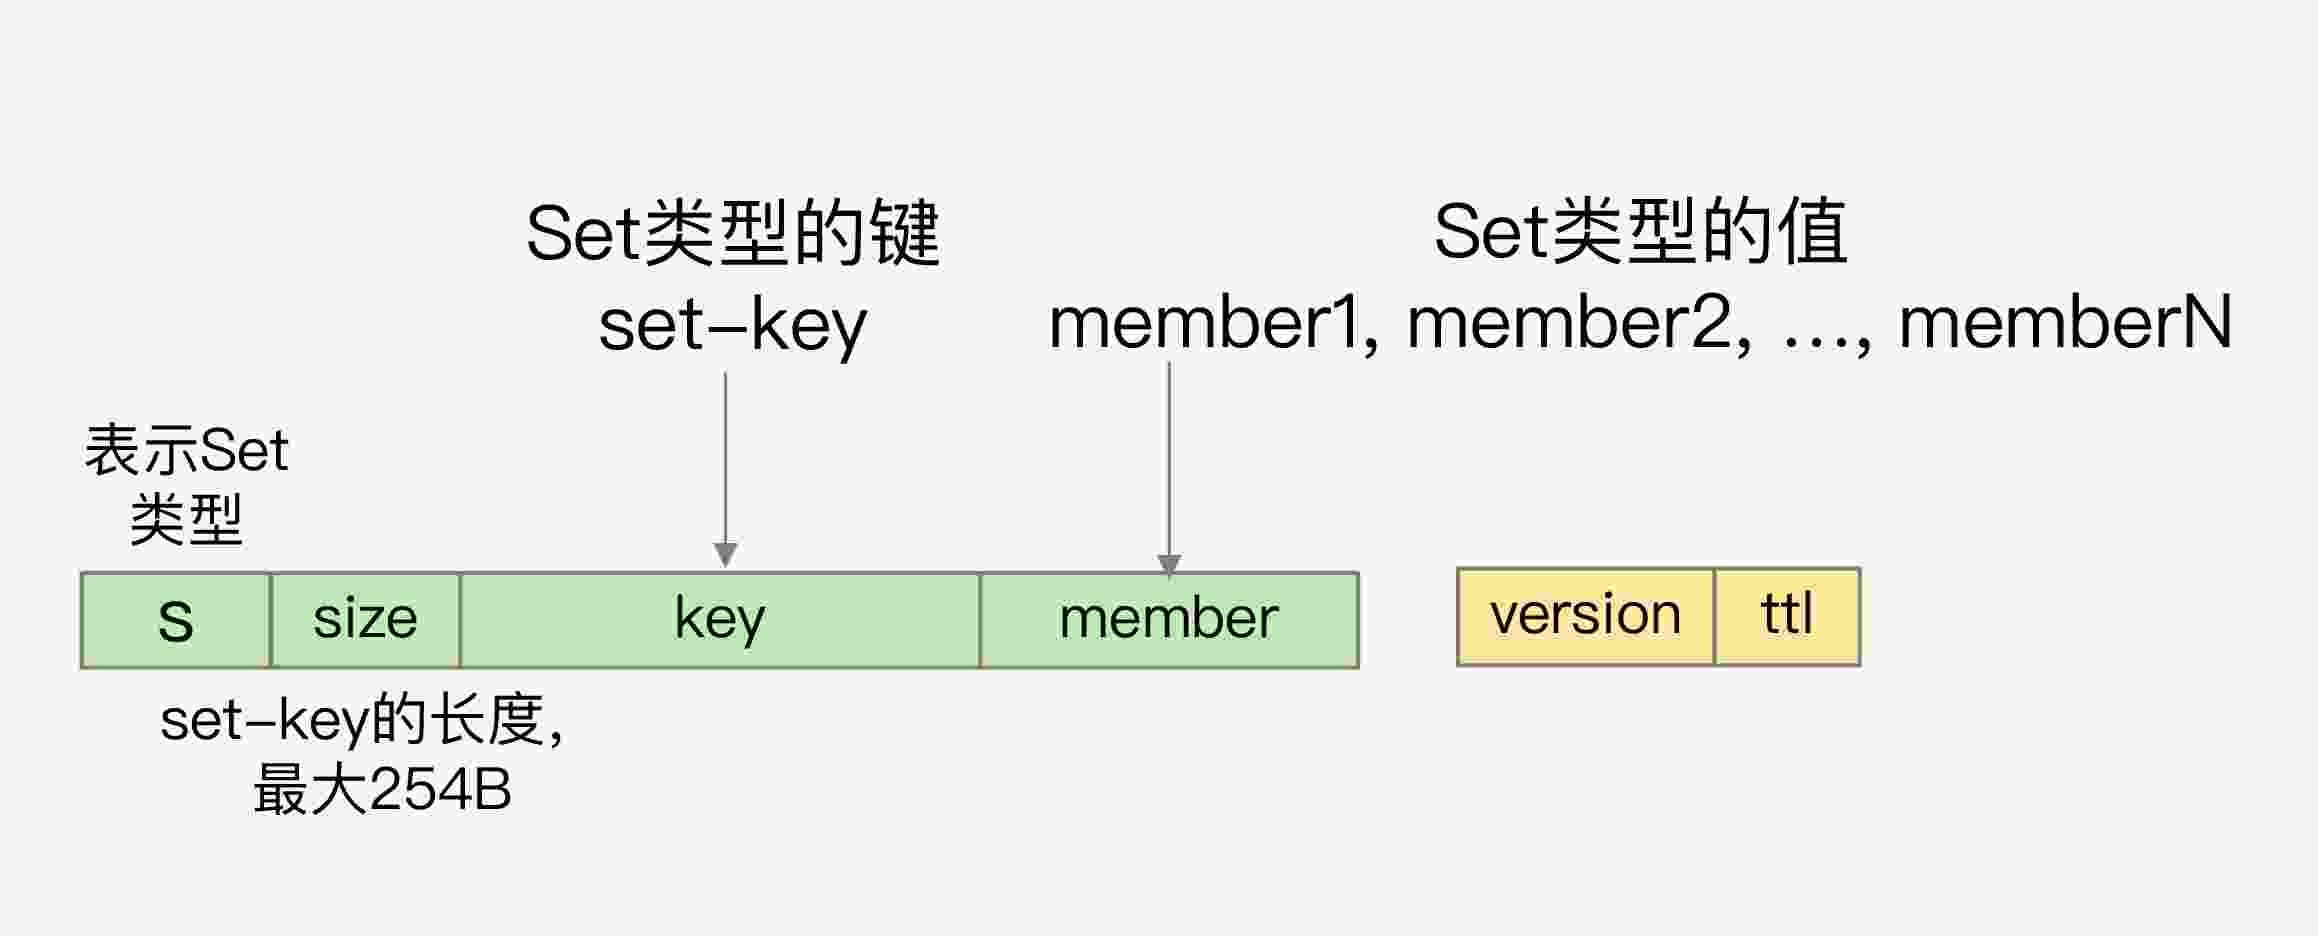 Set类型的键
set-key
Set类型的值
member1, member2, ..., memberN
表示Set
类型
s
size
key
member
version
ttl
set-key的长度,
最大254B